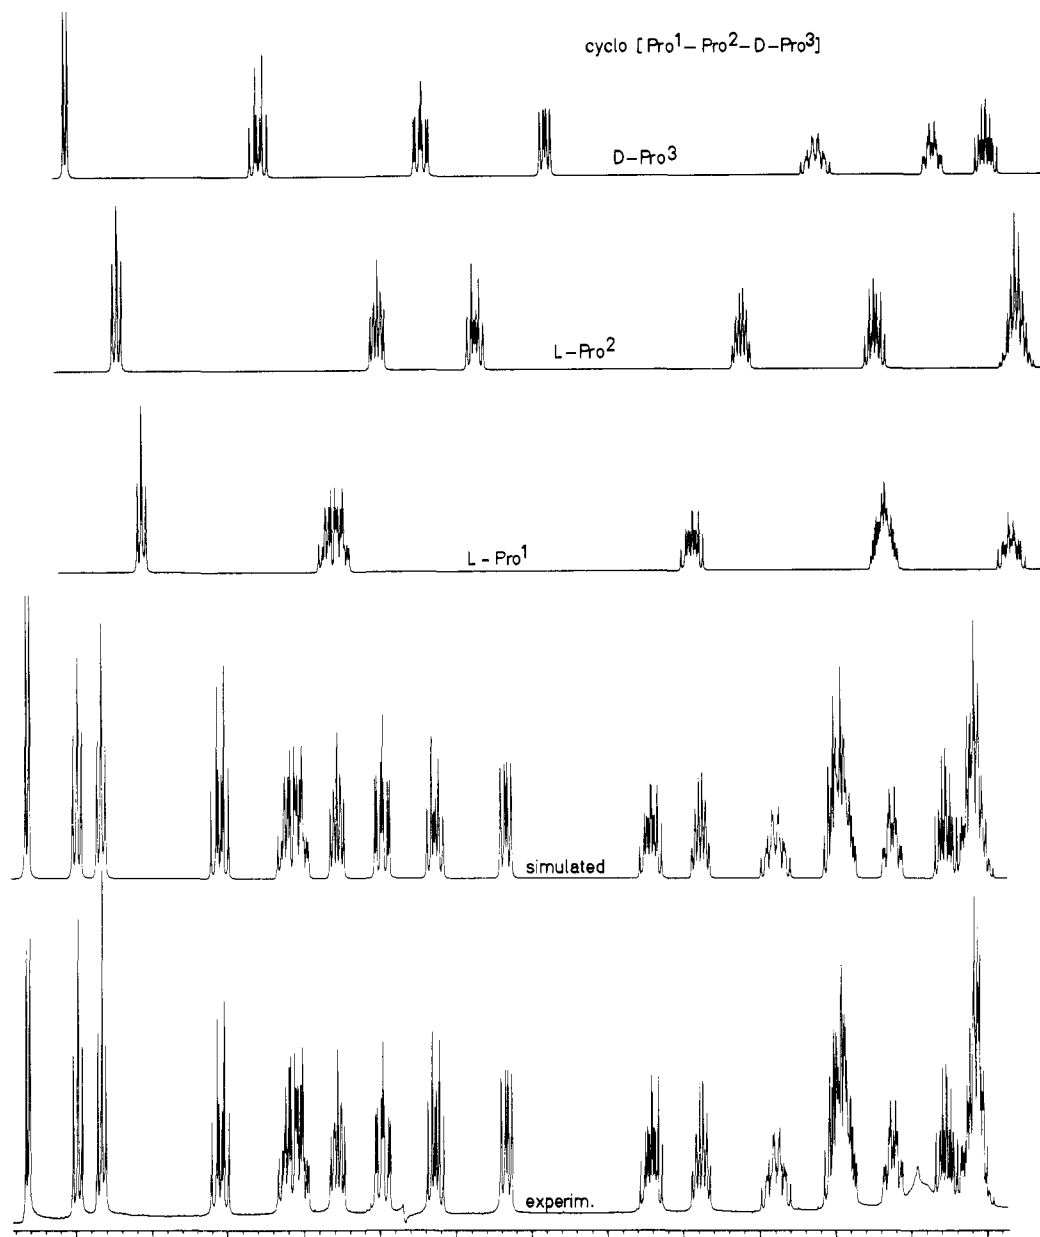 cyclo [Pro¹-Pro²-D-Pro³]
D-Pro³
L-Pro²
L-Pro¹
simulated
experim.